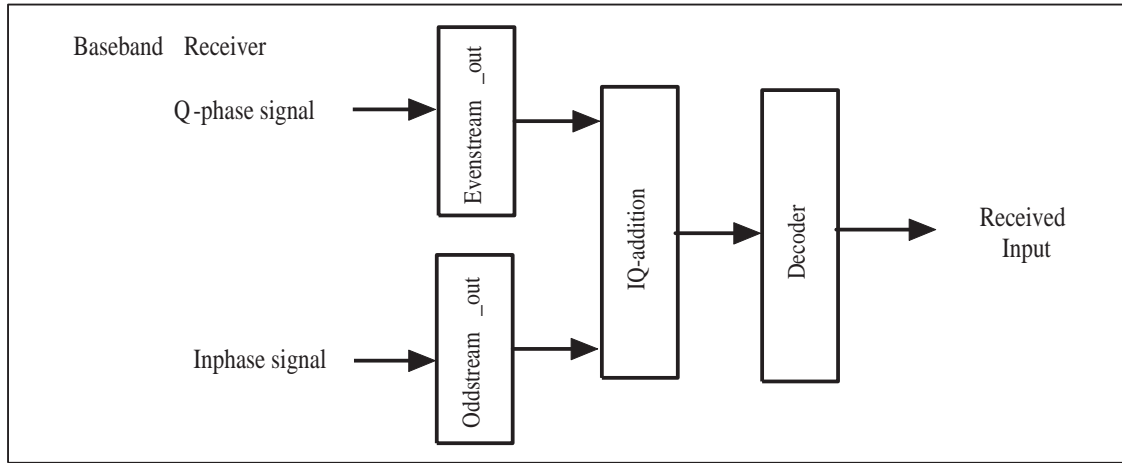 Baseband Receiver
Q-phase signal
Evenstream _out
Inphase signal
Oddstream _out
IQ-addition
Decoder
Received
Input